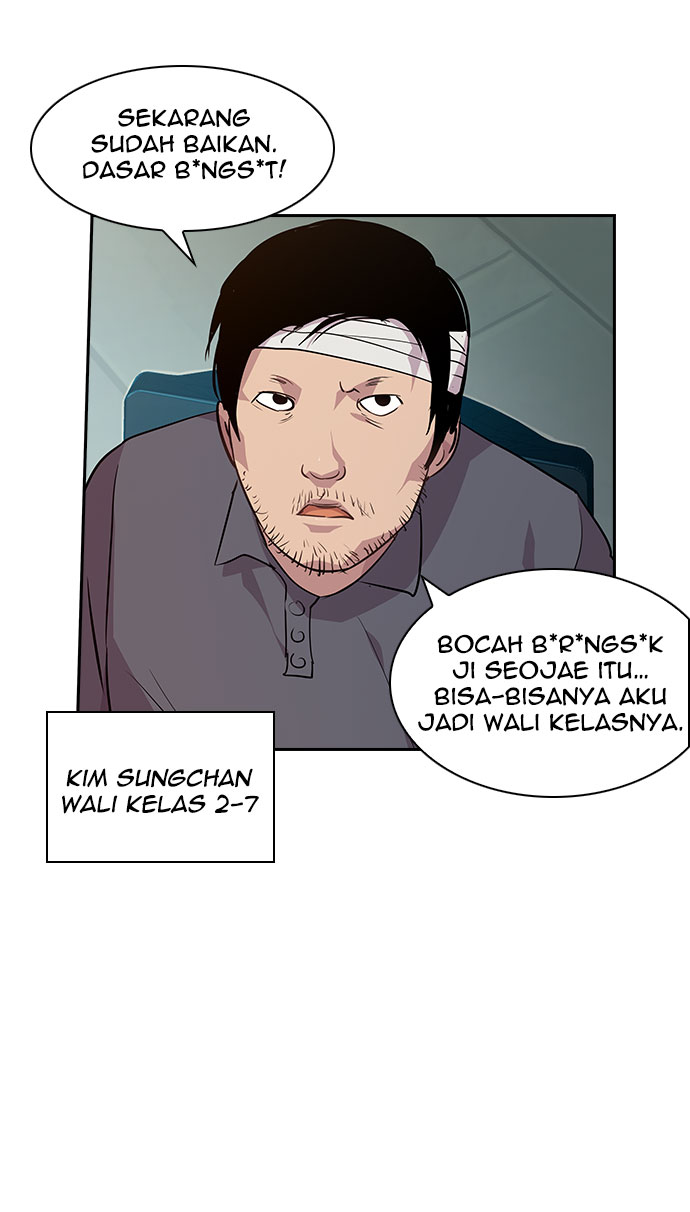 SEKARANG
SUDAH BAIKAN.
DASAR B*NGS*T!
BOCAH B*R*NGS*K
JI SEOJAE ITU...
BISA-BISANYA AKU
JADI WALI KELASNYA.
KIM SUNGCHAN
WALI KELAS 2-7